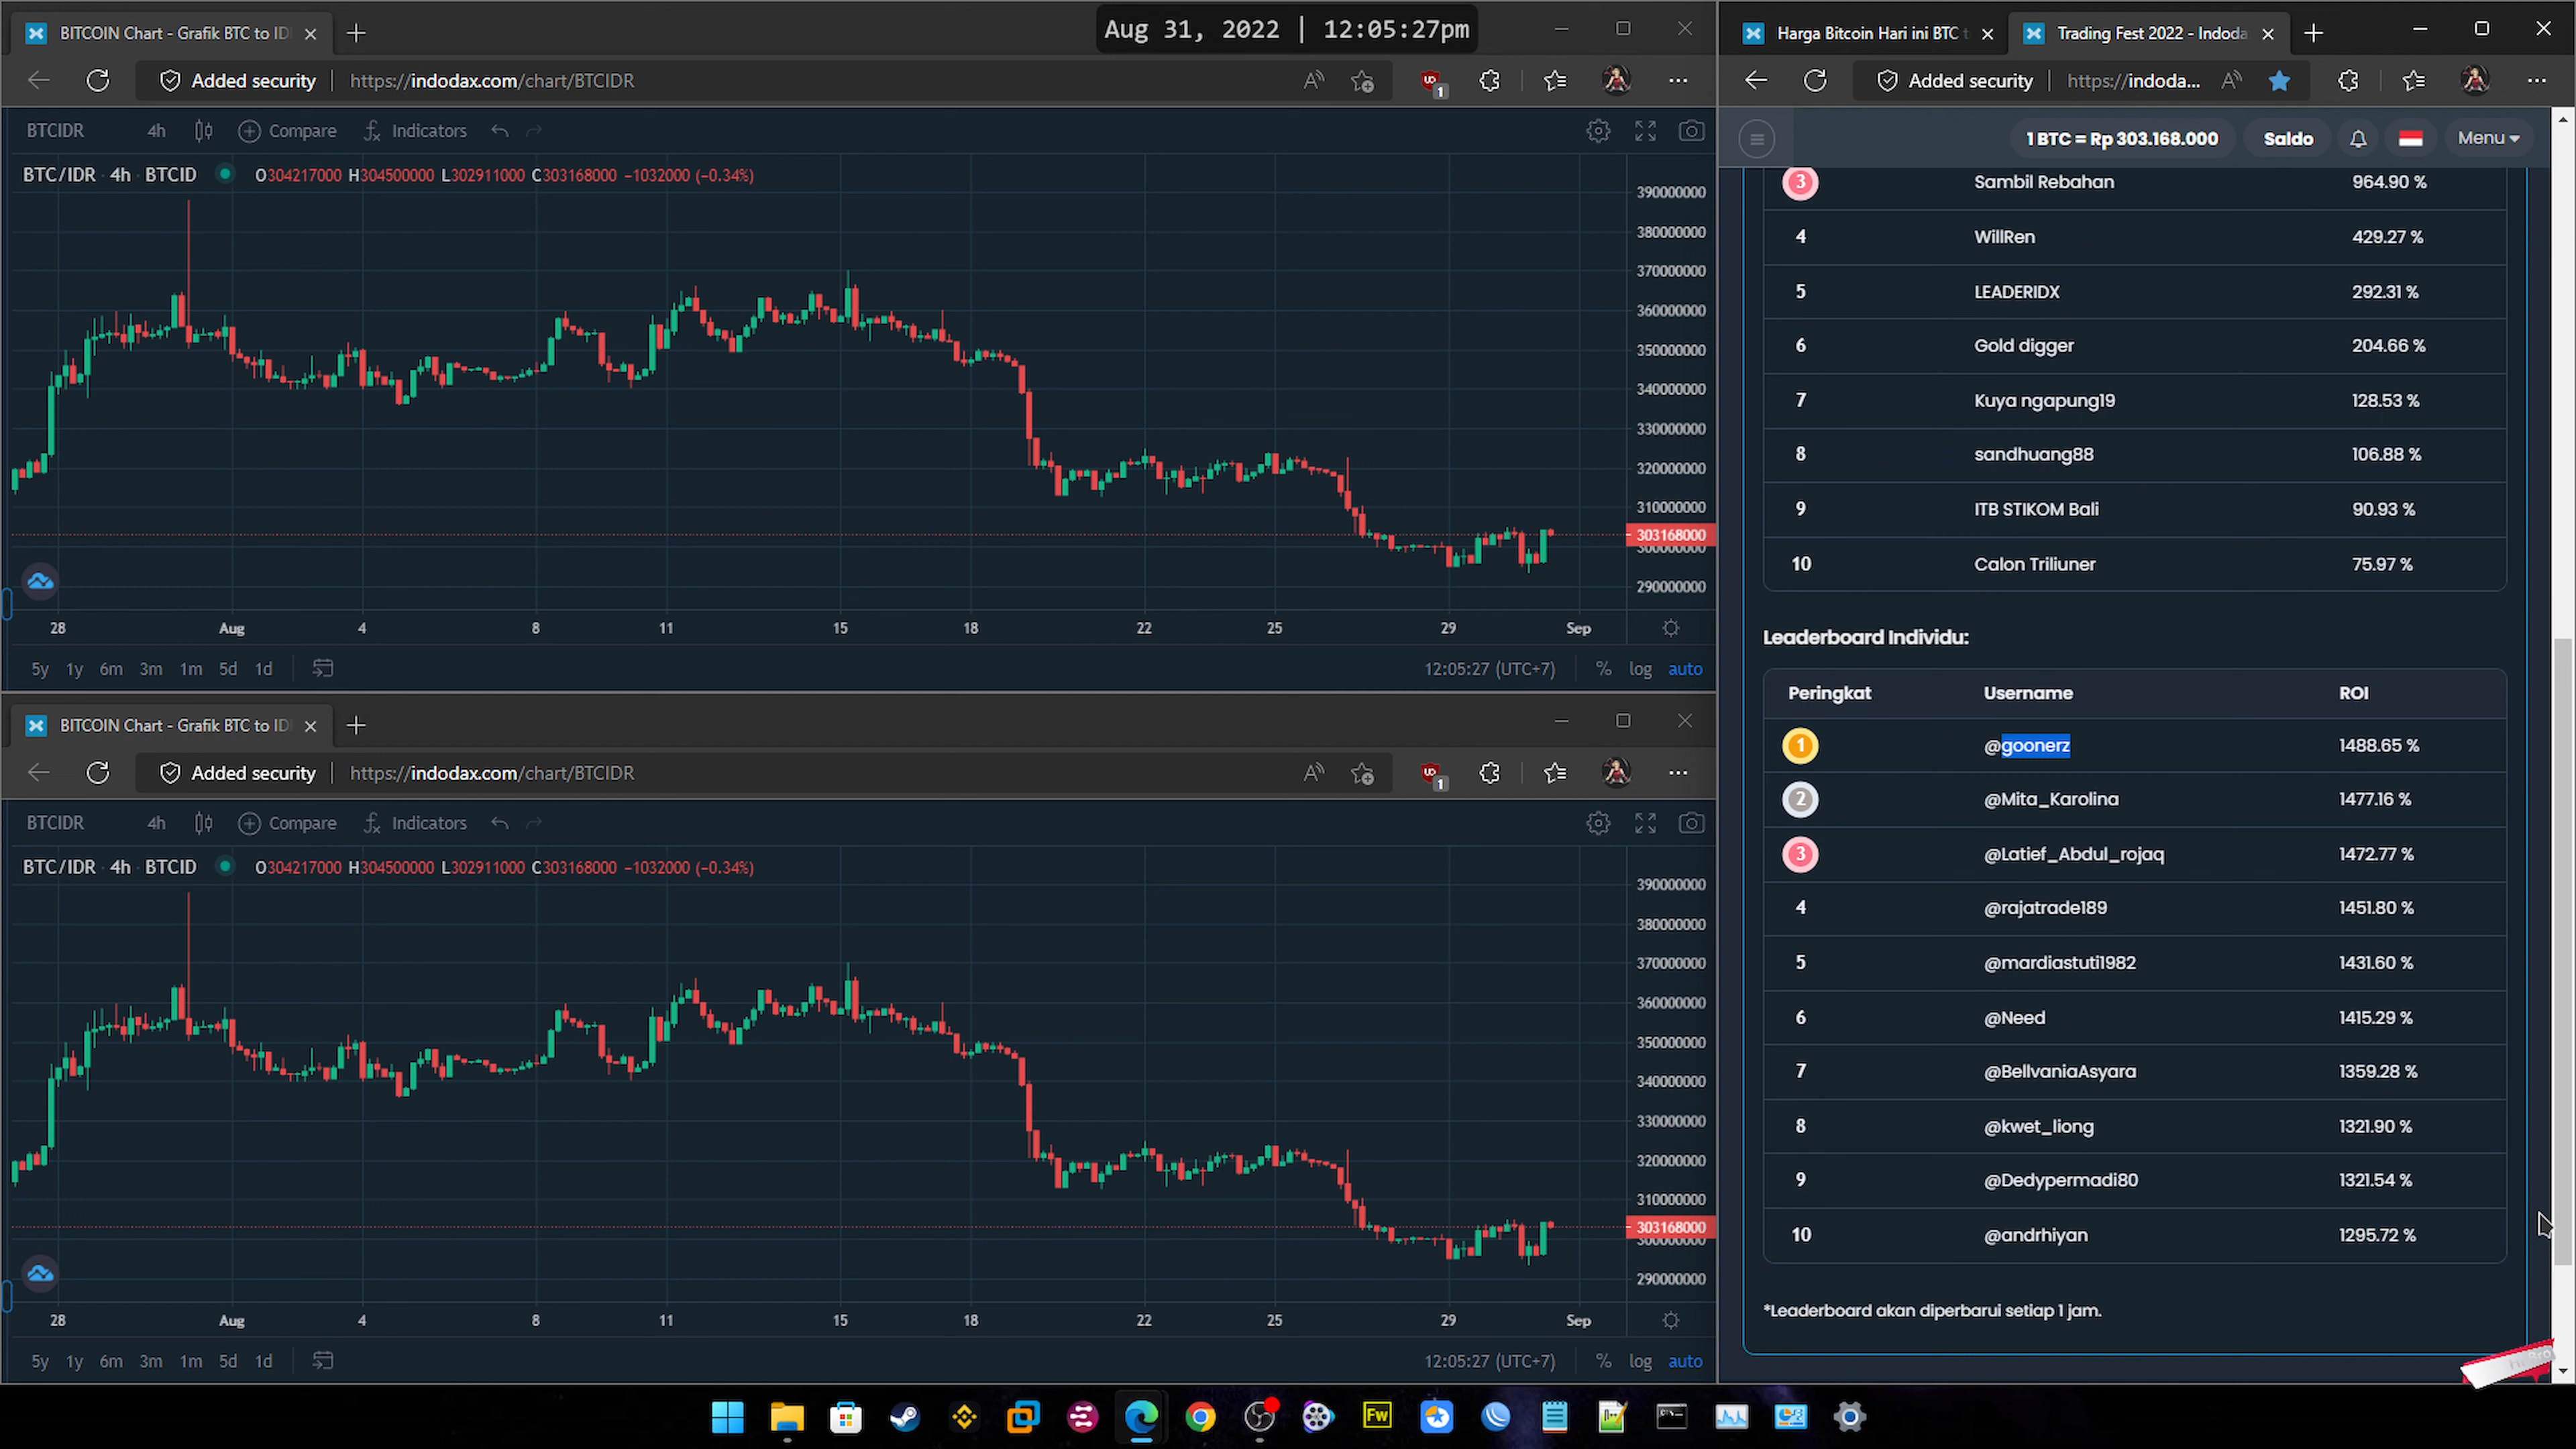 BITCOIN Chart - Grafik BTC to ID
Aug 31, 2022 | 12:05:27pm
Added security
https://indodax.com/chart/BTCIDR
1
BTCIDR 4h Compare Indicators
BTC/IDR 4h BTCID O304217000 H304500000 L302911000 C303168000 −1032000 (−0.34%)
390000000
380000000
370000000
360000000
350000000
340000000
330000000
320000000
310000000
303168000
300000000
290000000
28 Aug 4 8 11 15 18 22 25 29 Sep
5y 1y 6m 3m 1m 5d 1d 12:05:27 (UTC+7) % log auto
BITCOIN Chart - Grafik BTC to ID
Added security
https://indodax.com/chart/BTCIDR
1
BTCIDR 4h Compare Indicators
BTC/IDR 4h BTCID O304217000 H304500000 L302911000 C303168000 −1032000 (−0.34%)
390000000
380000000
370000000
360000000
350000000
340000000
330000000
320000000
310000000
303168000
300000000
290000000
28 Aug 4 8 11 15 18 22 25 29 Sep
5y 1y 6m 3m 1m 5d 1d 12:05:27 (UTC+7) % log auto
Harga Bitcoin Hari ini BTC t
Trading Fest 2022 - Indoda
Added security
https://indoda...
1 BTC = Rp 303.168.000 Saldo Menu
3 Sambil Rebahan 964.90 %
4 WillRen 429.27 %
5 LEADERIDX 292.31 %
6 Gold digger 204.66 %
7 Kuya ngapung19 128.53 %
8 sandhuang88 106.88 %
9 ITB STIKOM Bali 90.93 %
10 Calon Triliuner 75.97 %
Leaderboard Individu:
Peringkat Username ROI
1 @goonerz 1488.65 %
2 @Mita_Karolina 1477.16 %
3 @Latief_Abdul_rojaq 1472.77 %
4 @rajatrade189 1451.80 %
5 @mardiastuti1982 1431.60 %
6 @Need 1415.29 %
7 @BellvaniaAsyara 1359.28 %
8 @kwet_liong 1321.90 %
9 @Dedypermadi80 1321.54 %
10 @andrhiyan 1295.72 %
*Leaderboard akan diperbarui setiap 1 jam.
Fw